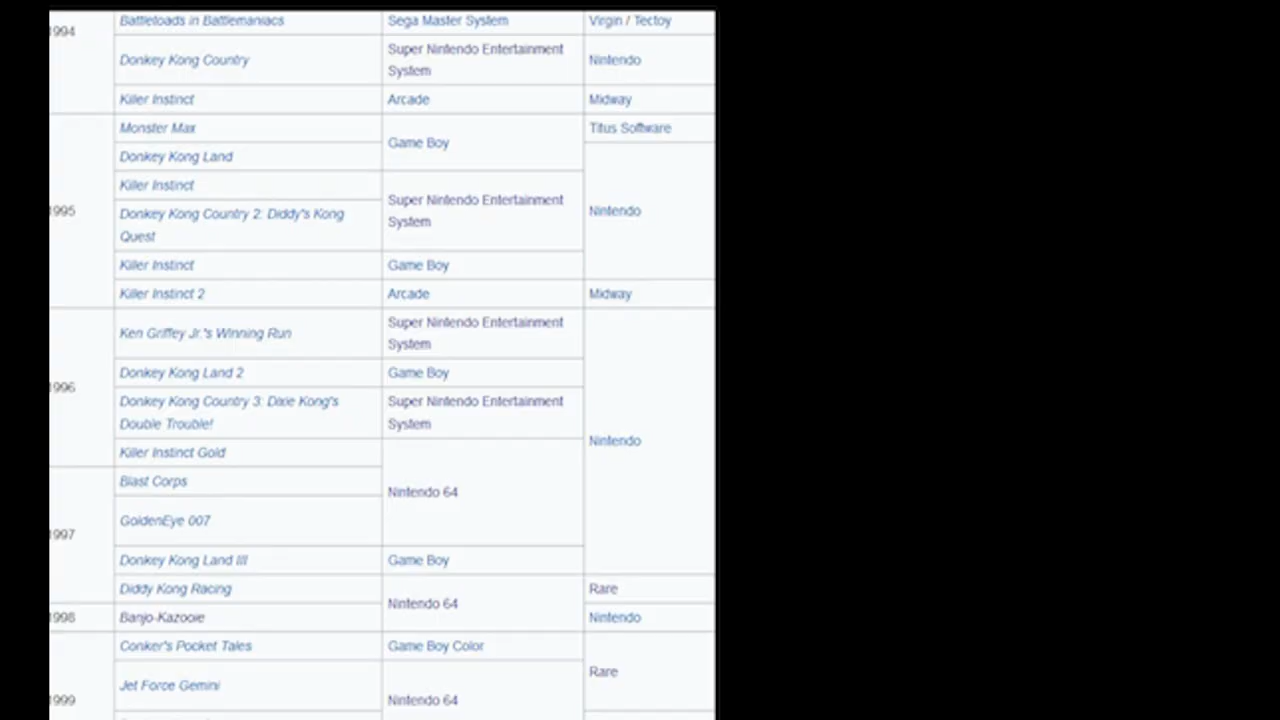 1994
Battletoads in Battlemaniacs
Sega Master System
Virgin / Tectoy
Donkey Kong Country
Super Nintendo Entertainment
System
Nintendo
Killer Instinct
Arcade
Midway
1995
Monster Max
Game Boy
Titus Software
Donkey Kong Land
Nintendo
Killer Instinct
Super Nintendo Entertainment
System
Donkey Kong Country 2: Diddy's Kong
Quest
Killer Instinct
Game Boy
Killer Instinct 2
Arcade
Midway
1996
Ken Griffey Jr.'s Winning Run
Super Nintendo Entertainment
System
Nintendo
Donkey Kong Land 2
Game Boy
Donkey Kong Country 3: Dixie Kong's
Double Trouble!
Super Nintendo Entertainment
System
Killer Instinct Gold
Nintendo 64
1997
Blast Corps
GoldenEye 007
Donkey Kong Land III
Game Boy
Diddy Kong Racing
Nintendo 64
Rare
1998
Banjo-Kazooie
Nintendo
1999
Conker's Pocket Tales
Game Boy Color
Rare
Jet Force Gemini
Nintendo 64